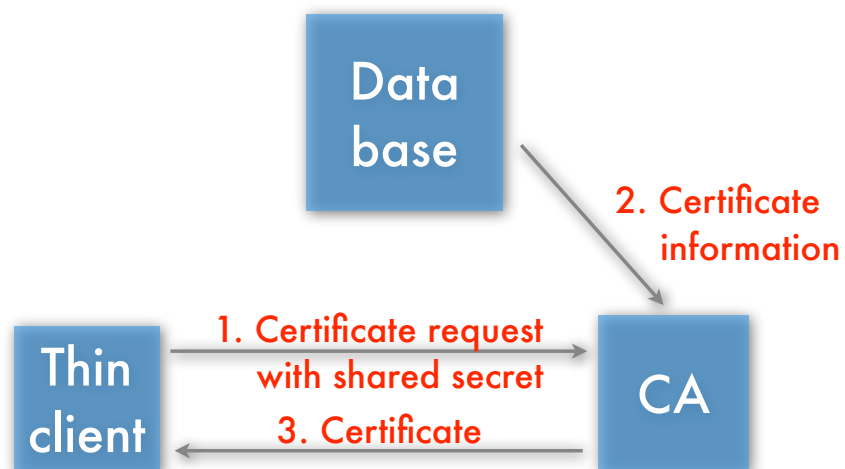 Data
base
2. Certificate
information
1. Certificate request
with shared secret
Thin
client
CA
3. Certificate